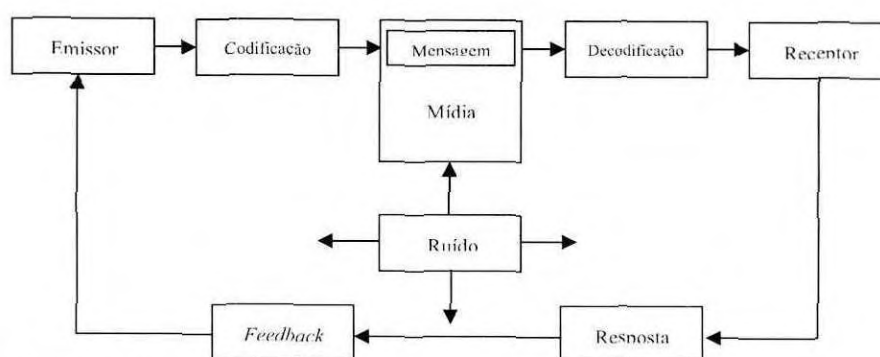 Emissor
Codificação
Mensagem
Decodificação
Receptor
Mídia
Ruído
Feedback
Resposta